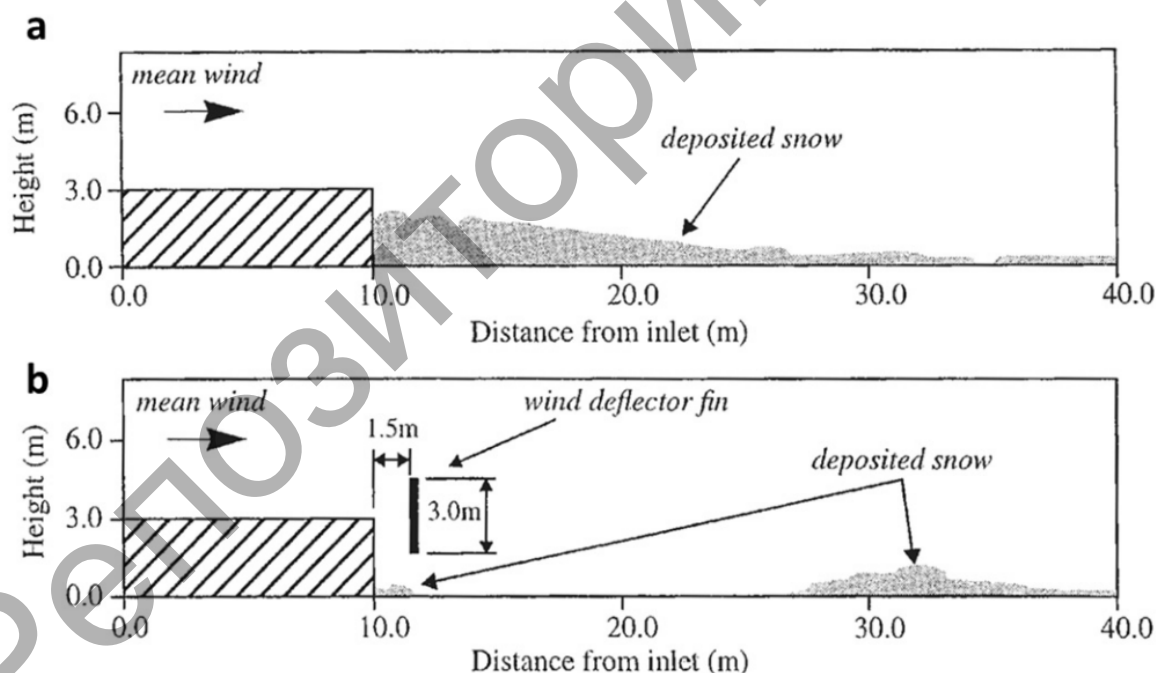 a
mean wind
deposited snow
Height (m)
6.0
3.0
0.0
0.0 10.0 20.0 30.0 40.0
Distance from inlet (m)
b
mean wind
wind deflector fin
1.5m
deposited snow
Height (m)
6.0
3.0m
3.0
0.0
0.0 10.0 20.0 30.0 40.0
Distance from inlet (m)